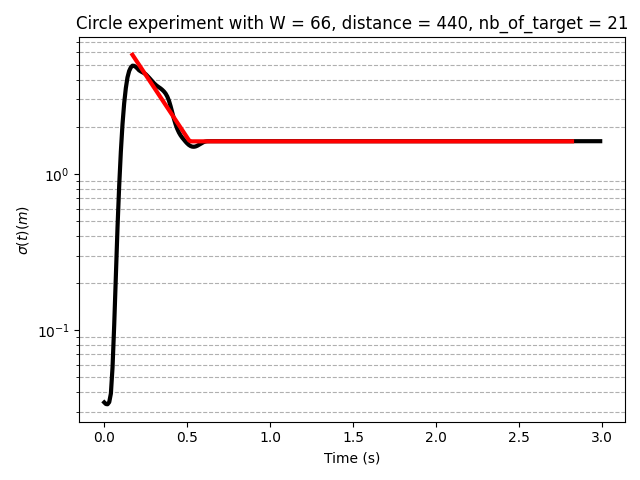 Circle experiment with W = 66, distance = 440, nb_of_target = 21
10⁰
10⁻¹
σ(t)(m)
0.0 0.5 1.0 1.5 2.0 2.5 3.0
Time (s)